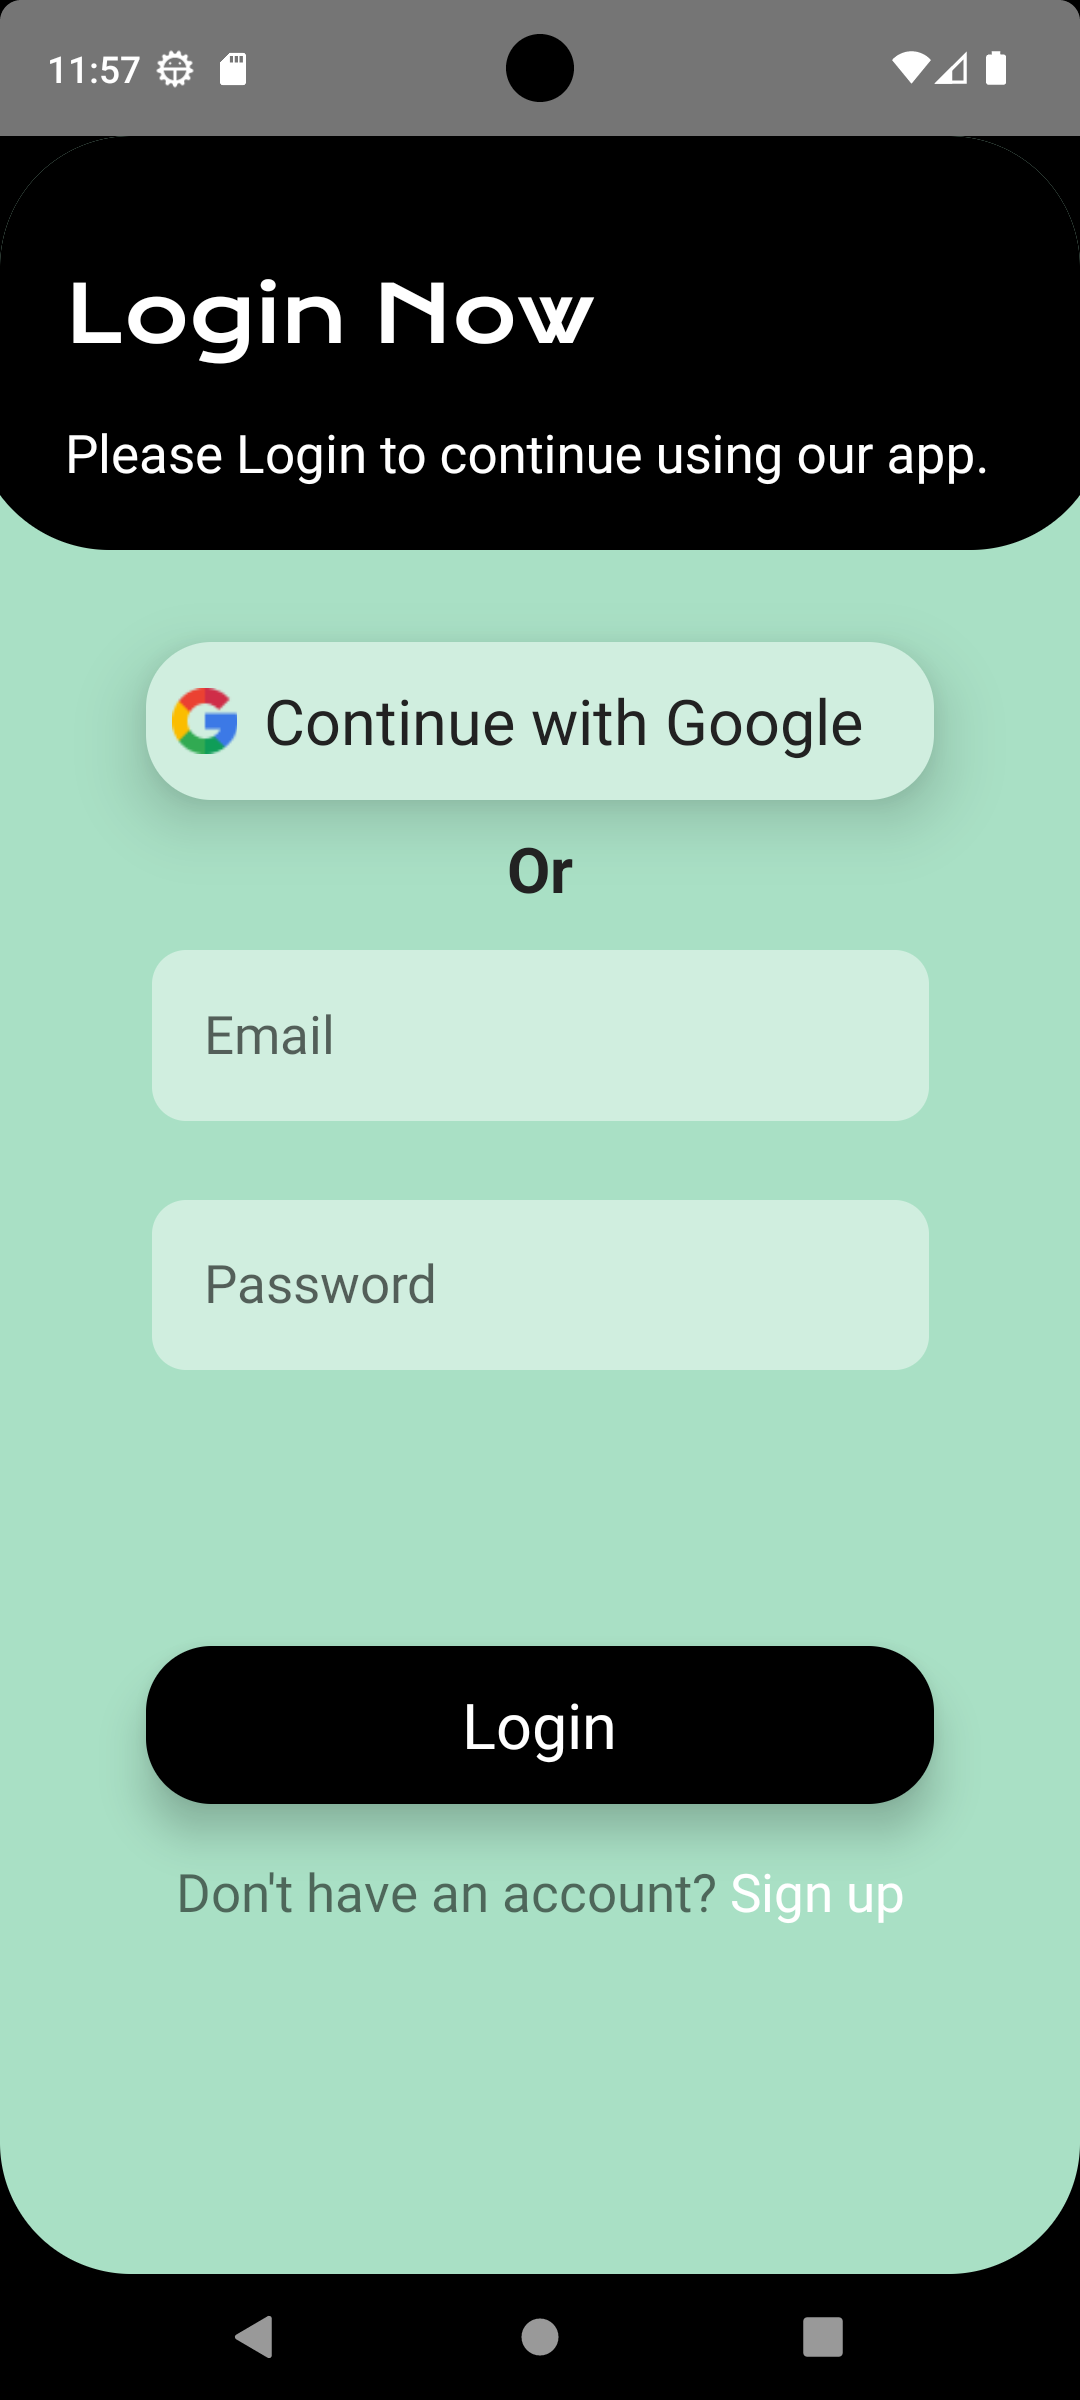 11:57
Login Now
Please Login to continue using our app.
Continue with Google
Or
Email
Password
Login
Don't have an account? Sign up